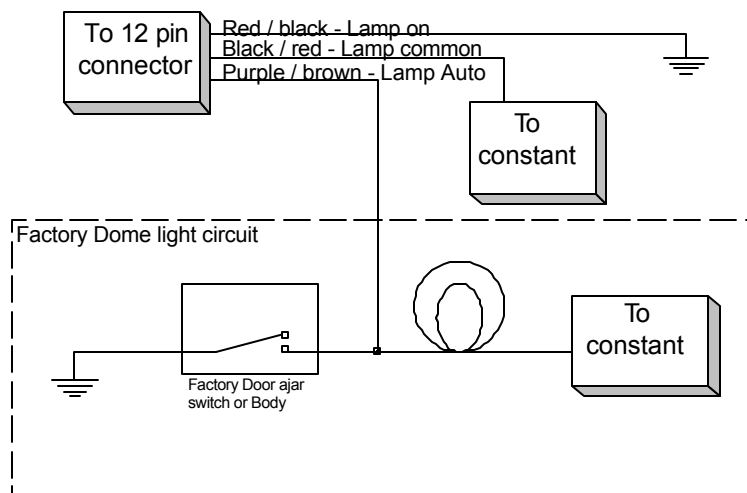 To 12 pin
connector
Red / black - Lamp on
Black / red - Lamp common
Purple / brown - Lamp Auto
To
constant
Factory Dome light circuit
To
constant
Factory Door ajar
switch or Body